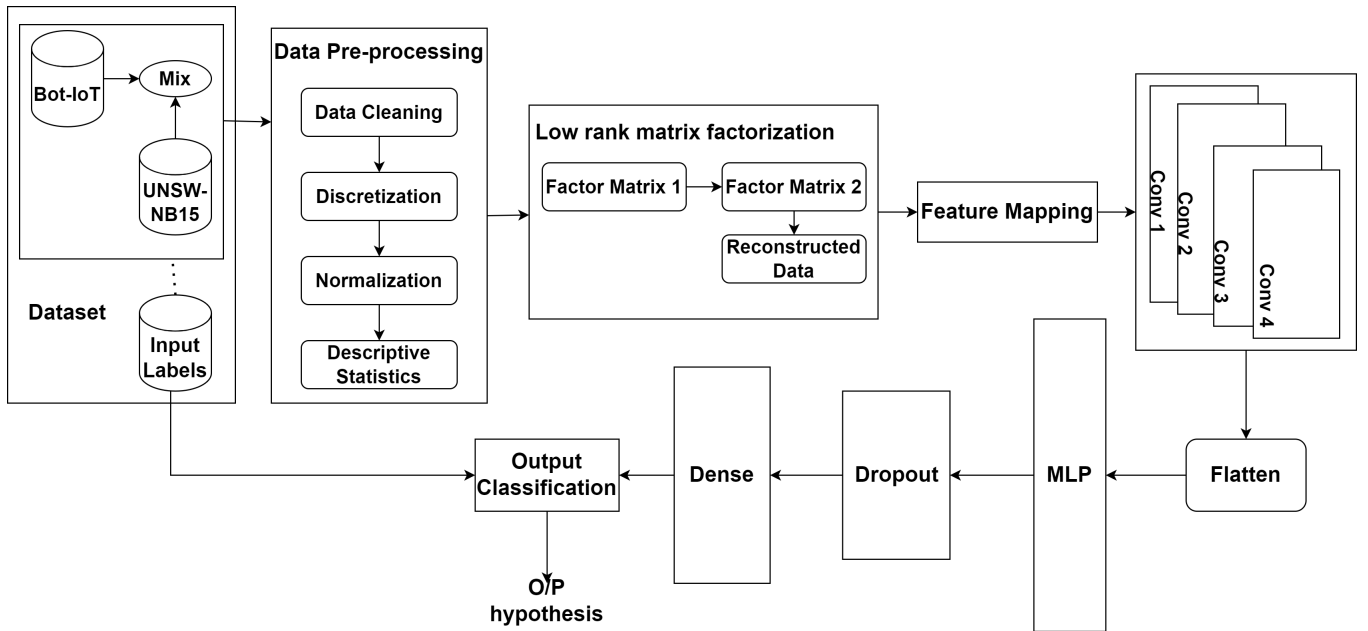 Bot-IoT
Mix
UNSW-
NB15
Dataset
Input
Labels
Data Pre-processing
Data Cleaning
Discretization
Normalization
Descriptive
Statistics
Low rank matrix factorization
Factor Matrix 1
Factor Matrix 2
Reconstructed
Data
Feature Mapping
Conv 1
Conv 2
Conv 3
Conv 4
Flatten
MLP
Dropout
Dense
Output
Classification
O/P
hypothesis